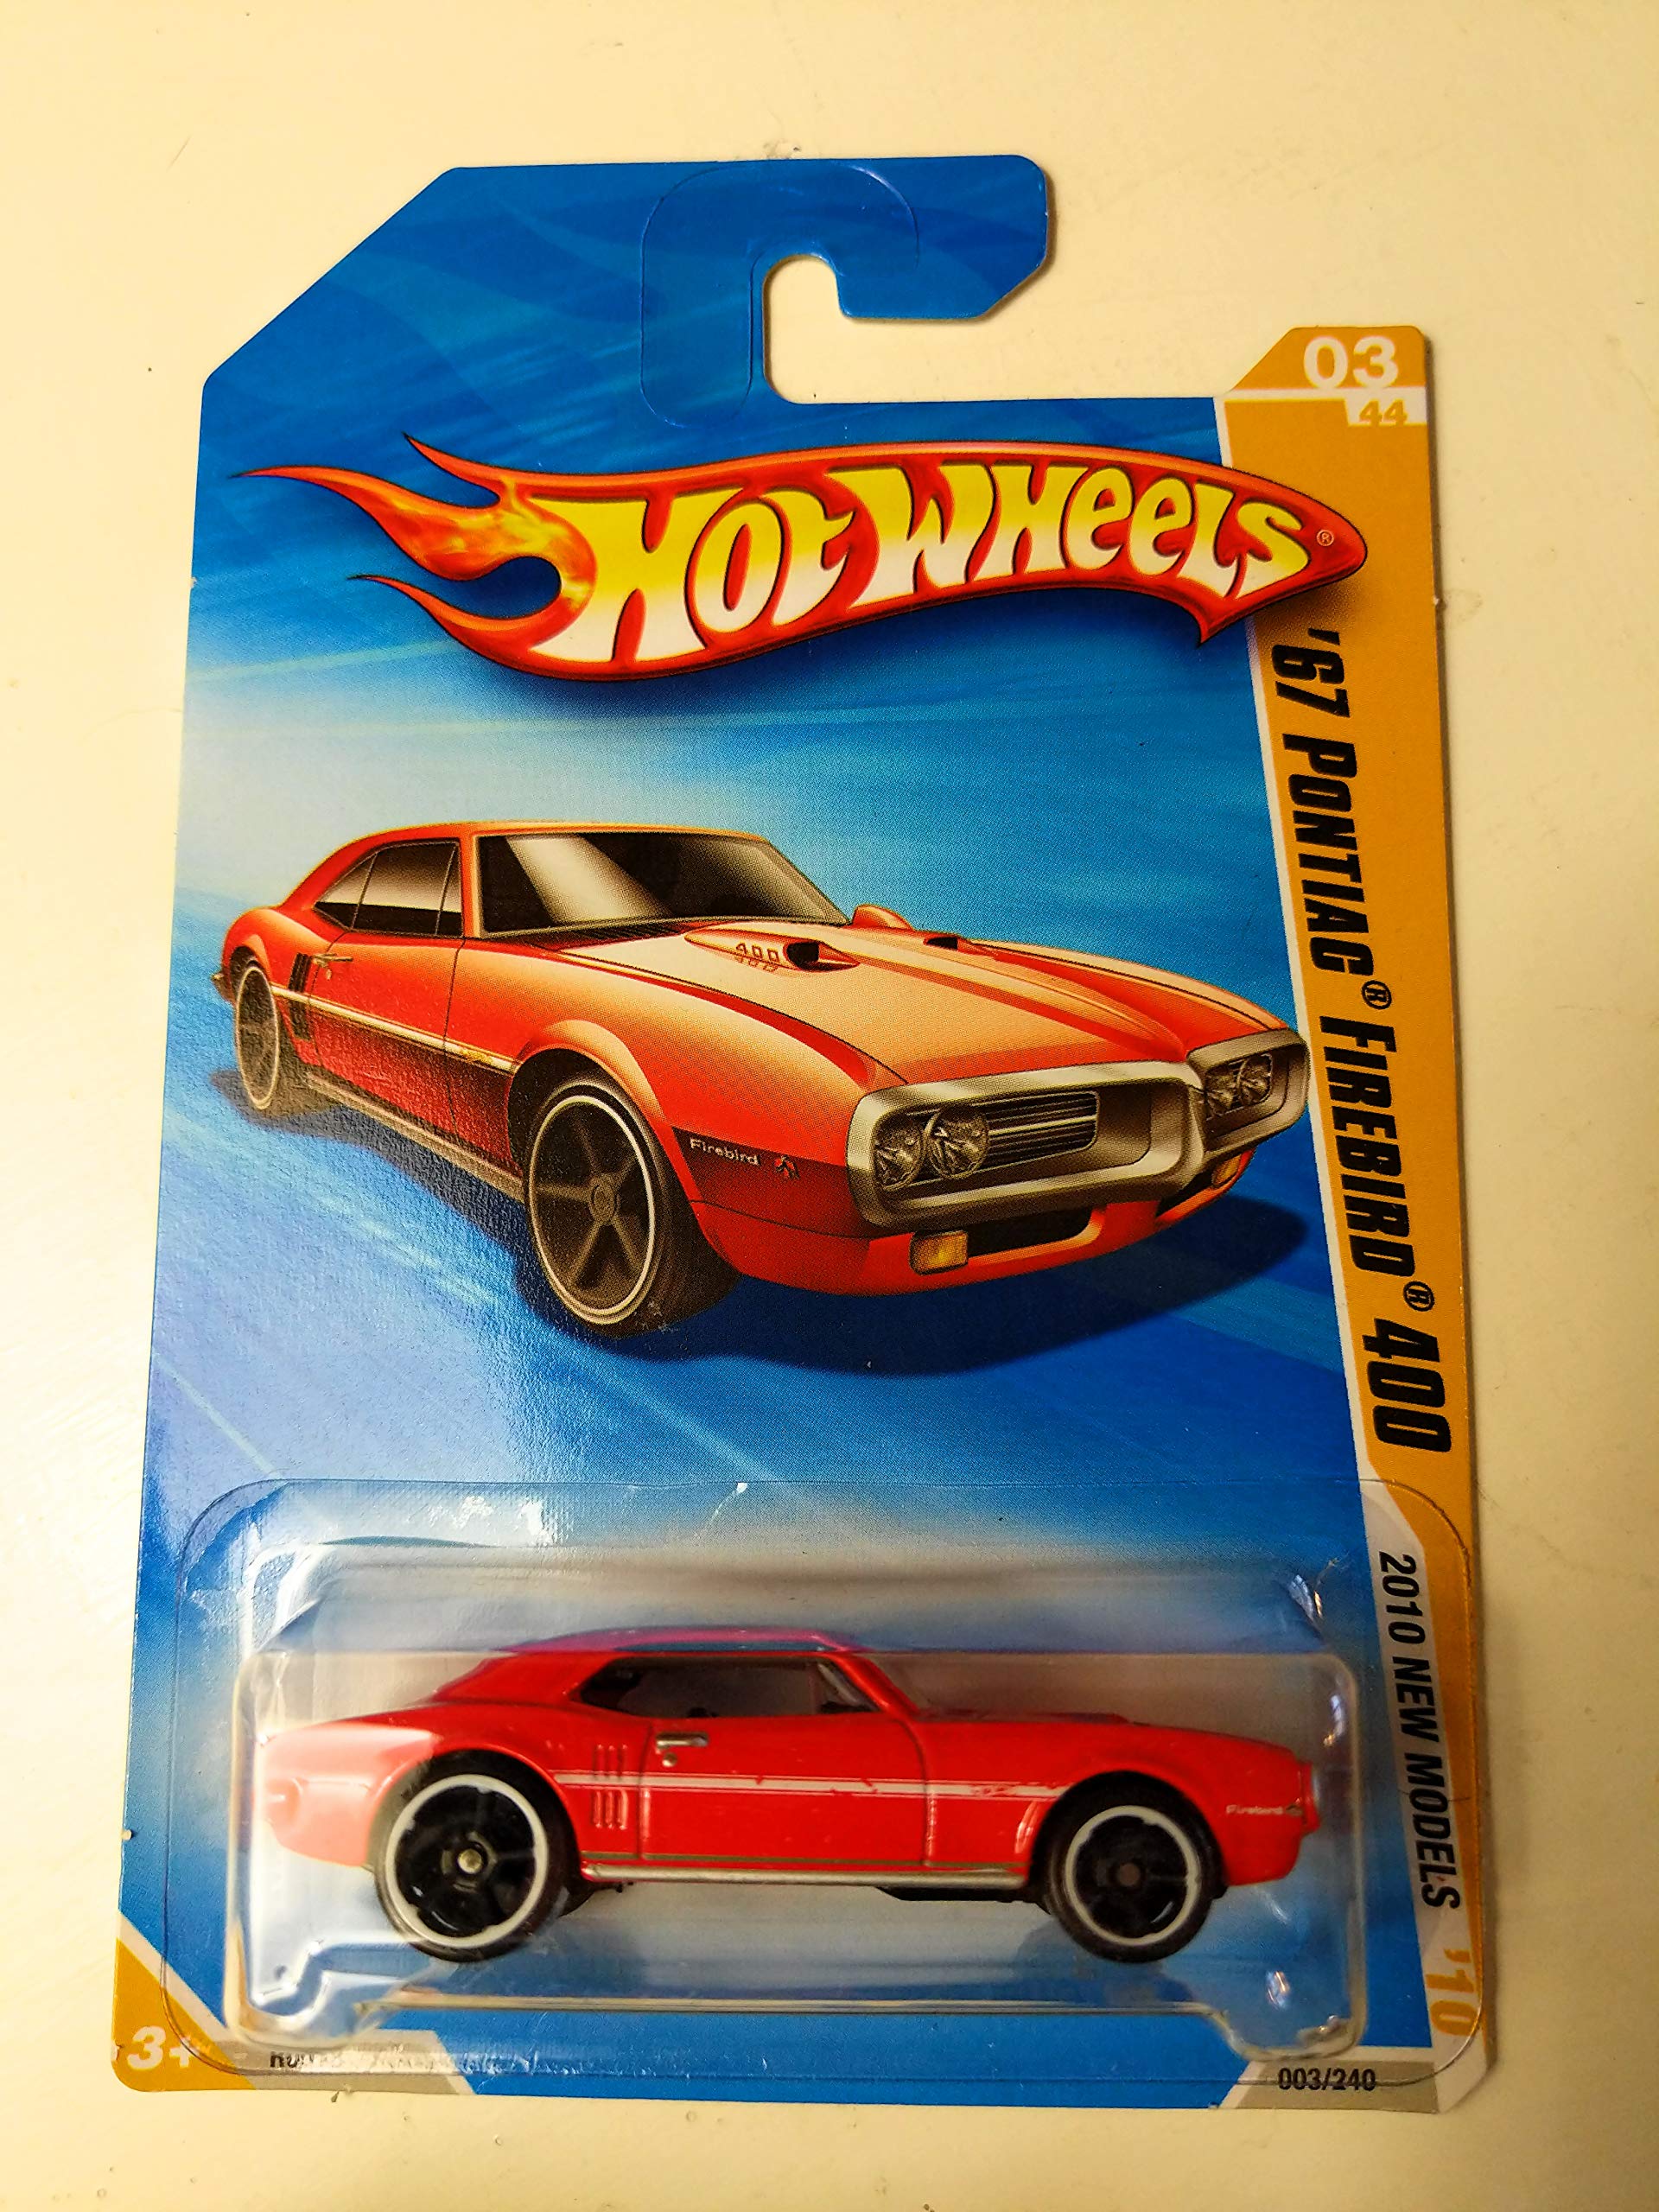 03
44
HOT WHEELS®
'67 PONTIAC® FIREBIRD® 400
400
Firebird
2010 NEW MODELS '10
Firebird
3+
003/240